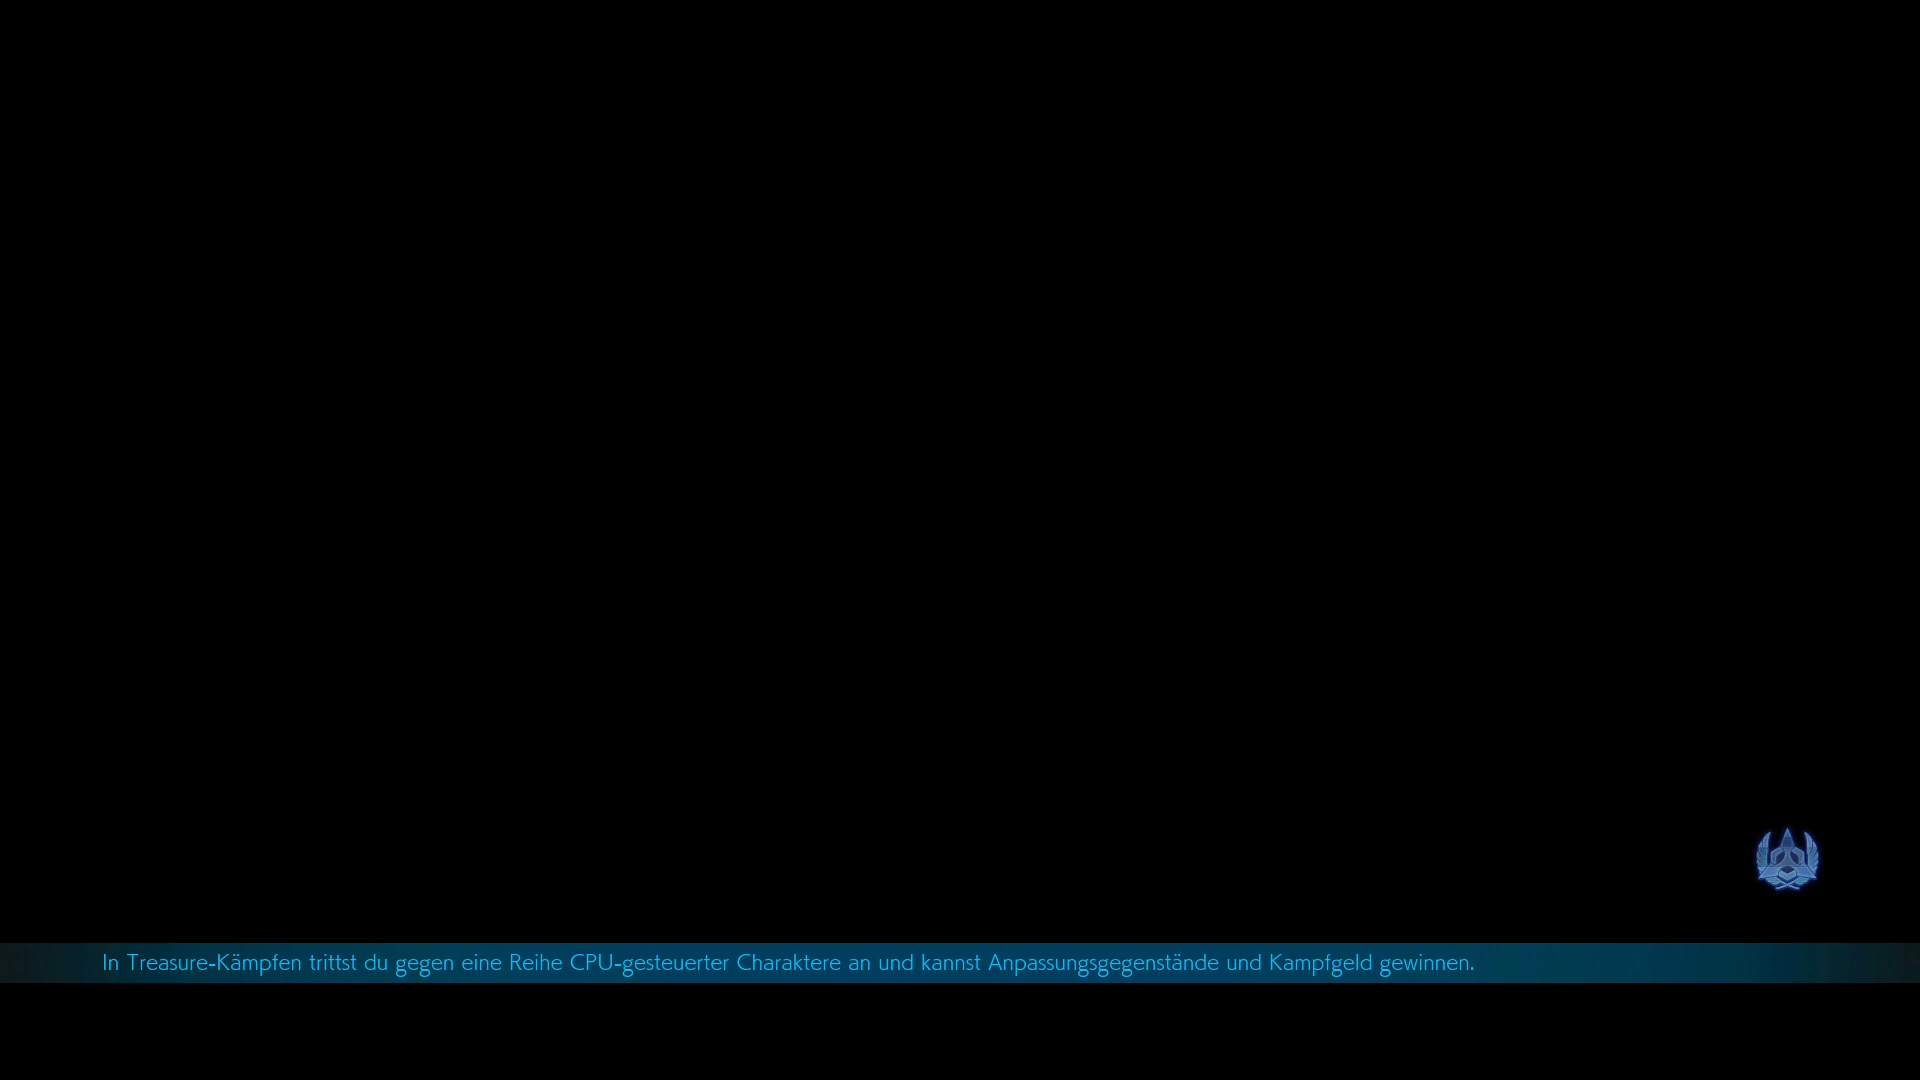 In Treasure-Kämpfen trittst du gegen eine Reihe CPU-gesteuerter Charaktere an und kannst Anpassungsgegenstände und Kampfgeld gewinnen.